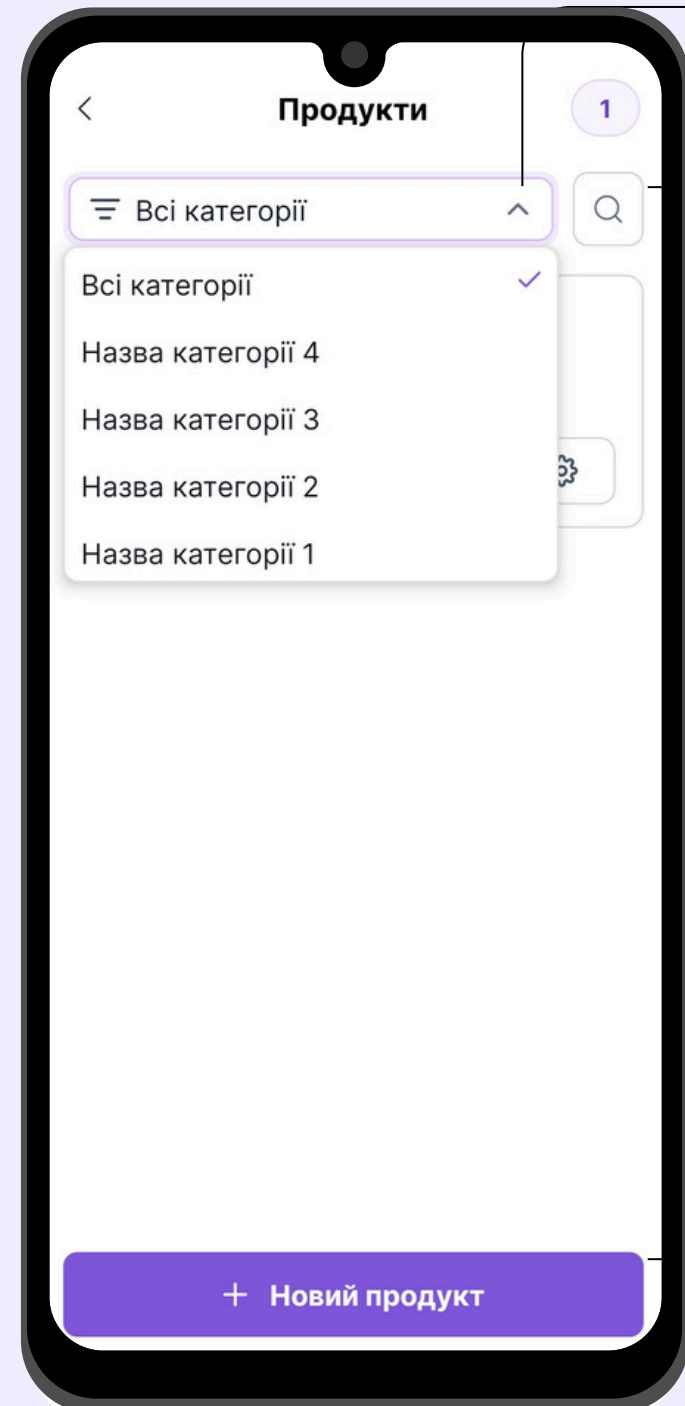 Продукти
1
Всі категорії
Всі категорії
Назва категорії 4
Назва категорії 3
Назва категорії 2
Назва категорії 1
+ Новий продукт